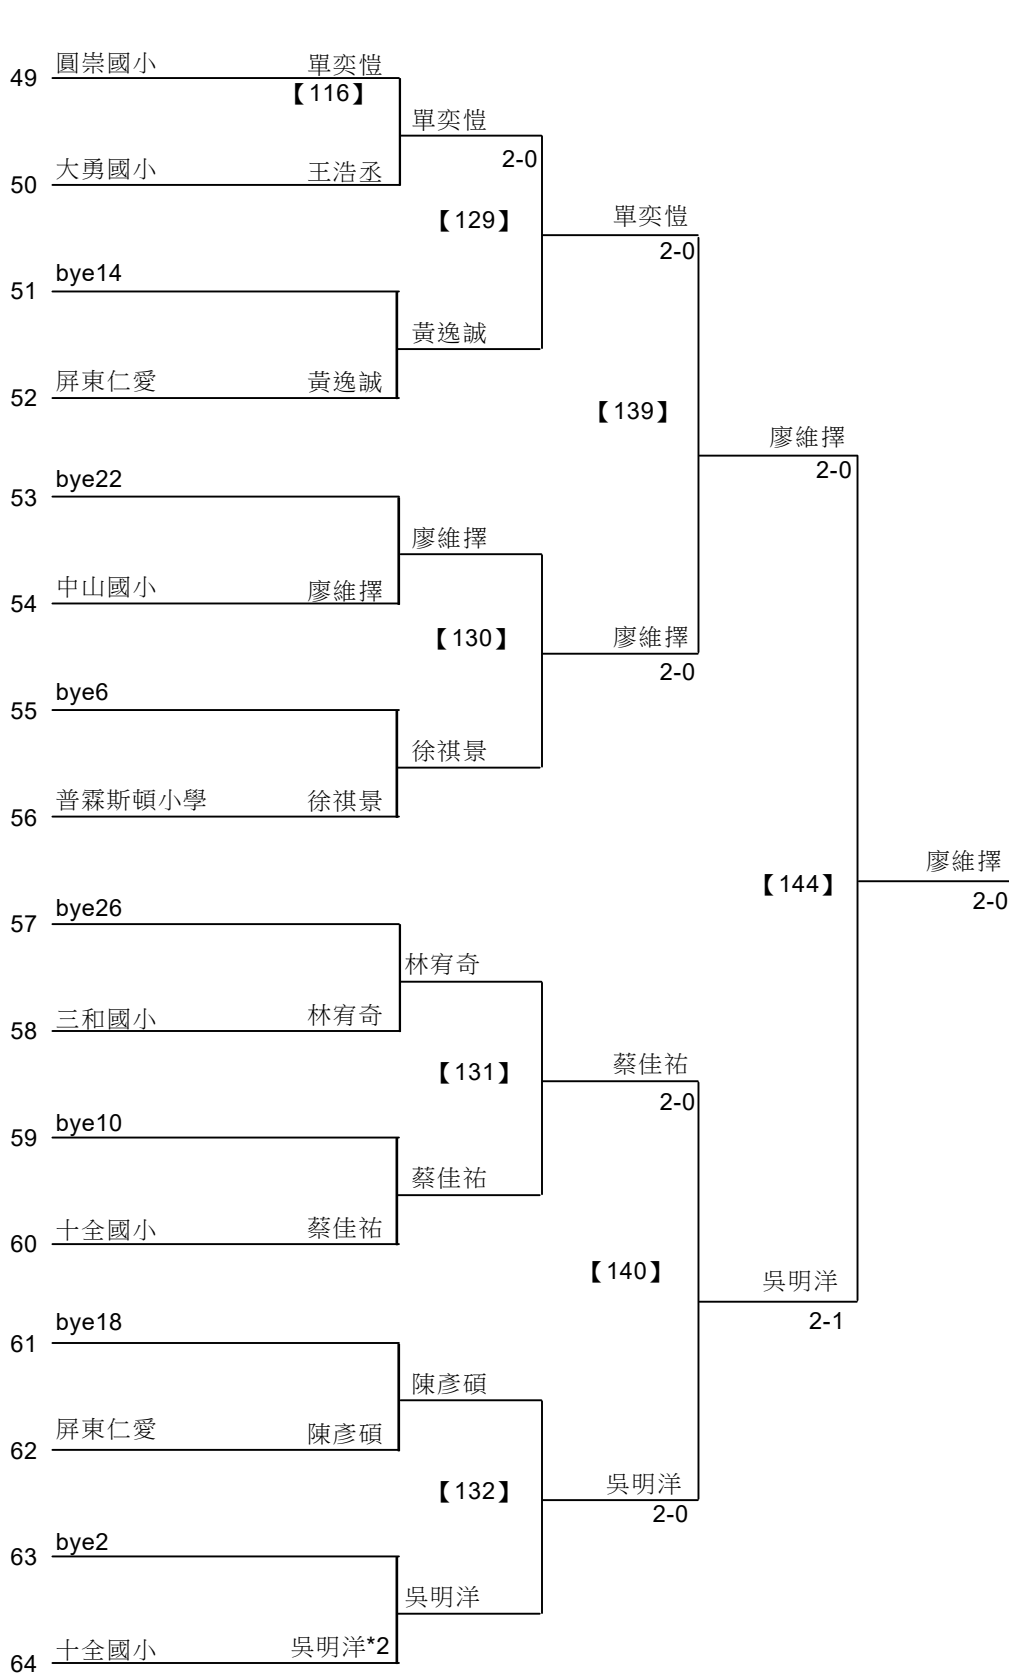 49 圓崇國小 單奕愷
【116】
單奕愷
2-0
50 大勇國小 王浩丞
【129】
單奕愷
2-0
51 bye14
黃逸誠
52 屏東仁愛 黃逸誠
【139】
廖維擇
2-0
53 bye22
廖維擇
54 中山國小 廖維擇
【130】
廖維擇
2-0
55 bye6
徐祺景
56 普霖斯頓小學 徐祺景
【144】
廖維擇
2-0
57 bye26
林宥奇
58 三和國小 林宥奇
【131】
蔡佳祐
2-0
59 bye10
蔡佳祐
60 十全國小 蔡佳祐
【140】
吳明洋
2-1
61 bye18
陳彥碩
62 屏東仁愛 陳彥碩
【132】
吳明洋
2-0
63 bye2
吳明洋
64 十全國小 吳明洋*2